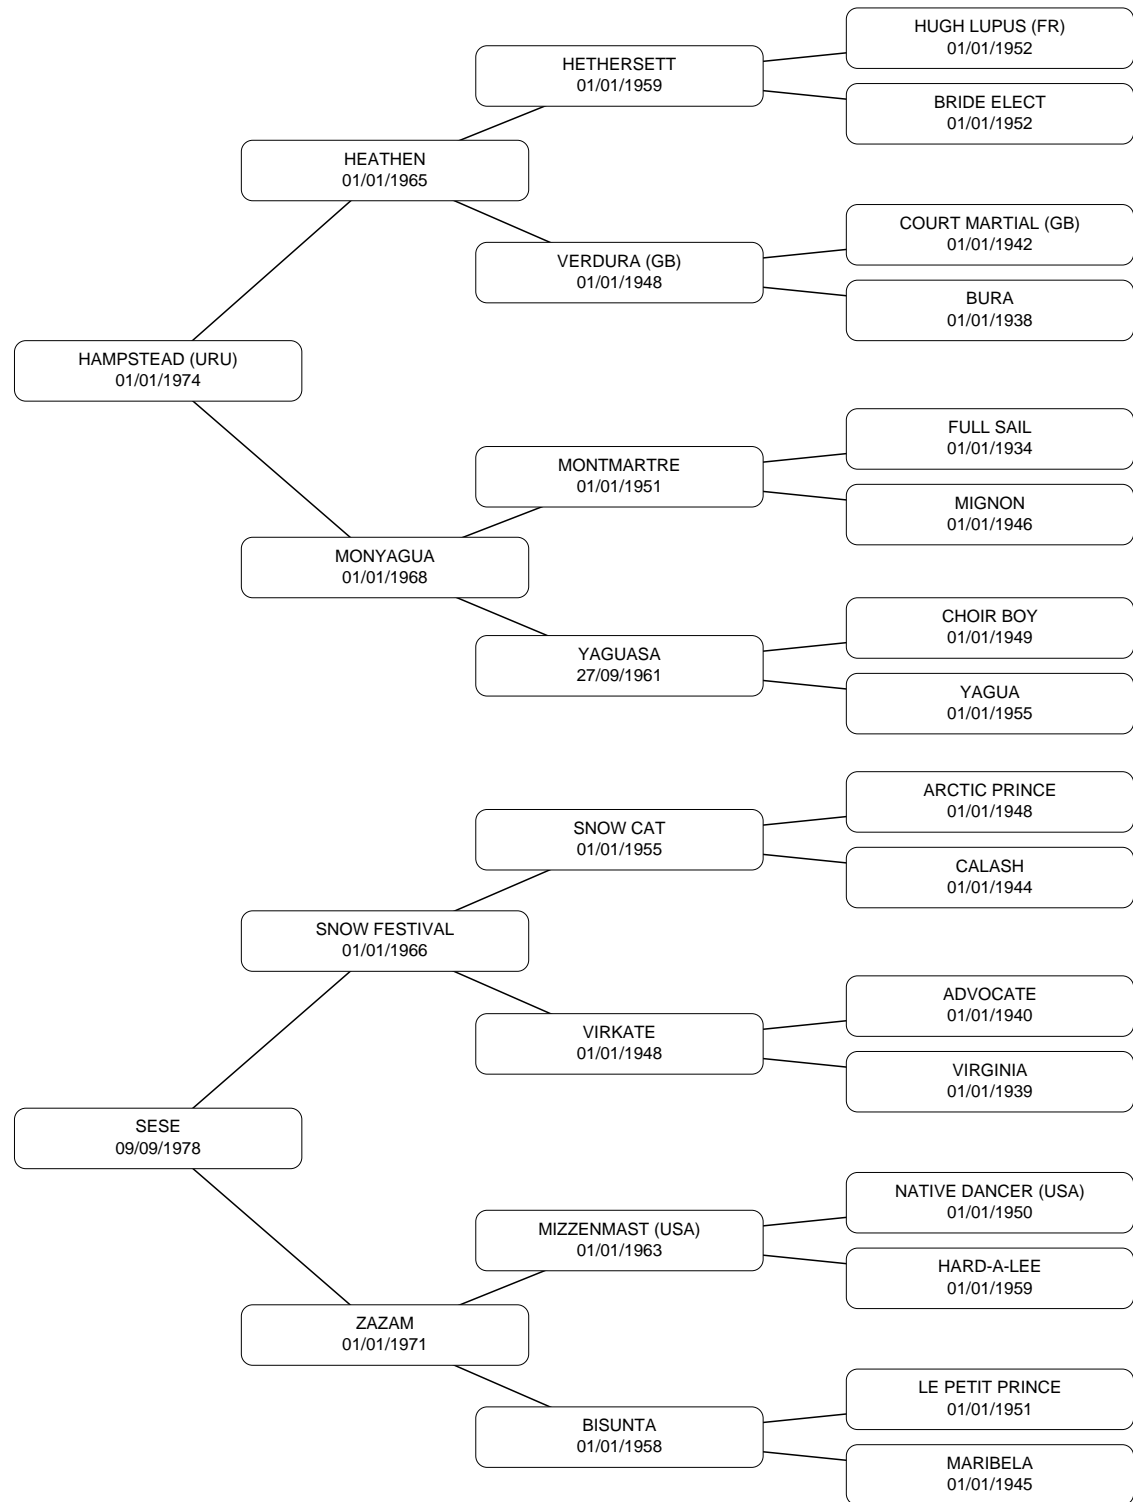 HUGH LUPUS (FR)
01/01/1952
HETHERSETT
01/01/1959
BRIDE ELECT
01/01/1952
HEATHEN
01/01/1965
COURT MARTIAL (GB)
01/01/1942
VERDURA (GB)
01/01/1948
BURA
01/01/1938
HAMPSTEAD (URU)
01/01/1974
FULL SAIL
01/01/1934
MONTMARTRE
01/01/1951
MIGNON
01/01/1946
MONYAGUA
01/01/1968
CHOIR BOY
01/01/1949
YAGUASA
27/09/1961
YAGUA
01/01/1955
ARCTIC PRINCE
01/01/1948
SNOW CAT
01/01/1955
CALASH
01/01/1944
SNOW FESTIVAL
01/01/1966
ADVOCATE
01/01/1940
VIRKATE
01/01/1948
VIRGINIA
01/01/1939
SESE
09/09/1978
NATIVE DANCER (USA)
01/01/1950
MIZZENMAST (USA)
01/01/1963
HARD-A-LEE
01/01/1959
ZAZAM
01/01/1971
LE PETIT PRINCE
01/01/1951
BISUNTA
01/01/1958
MARIBELA
01/01/1945